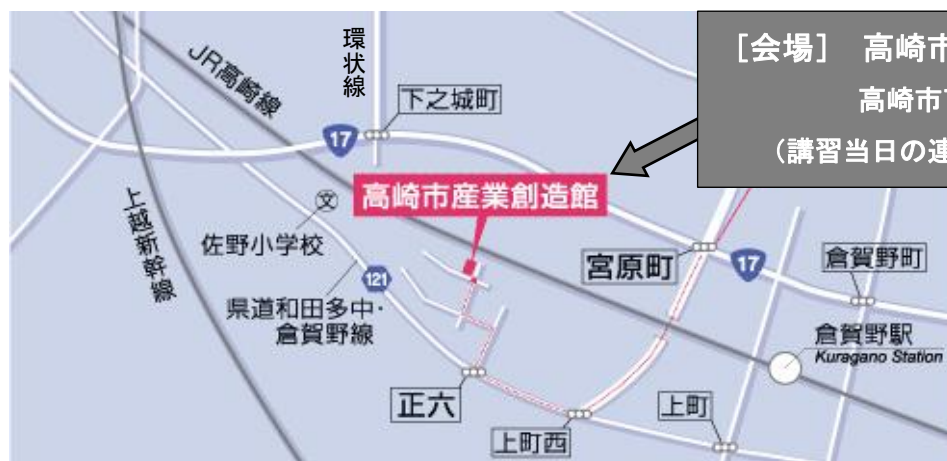 環状線
JR高崎線
[会場] 高崎市
高崎市
(講習当日の連
下之城町
17
高崎市産業創造館
上越新幹線
佐野小学校
文
宮原町
17
倉賀野町
121
県道和田多中・
倉賀野線
倉賀野駅
Kuragano Station
正六
上町西
上町